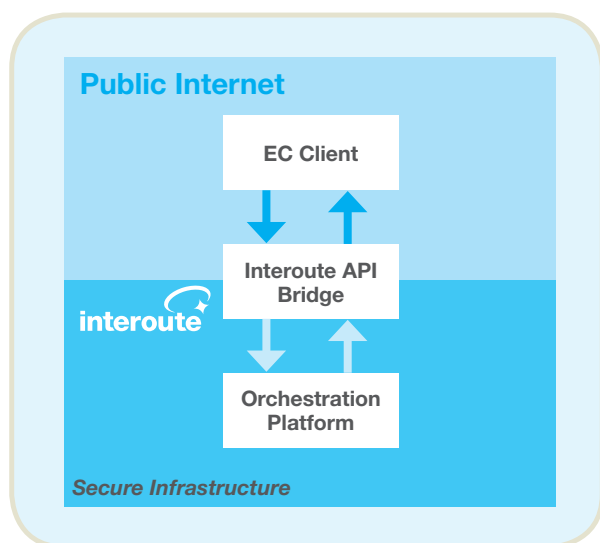 Public Internet
EC Client
Interoute API
Bridge
interoute
Orchestration
Platform
Secure Infrastructure